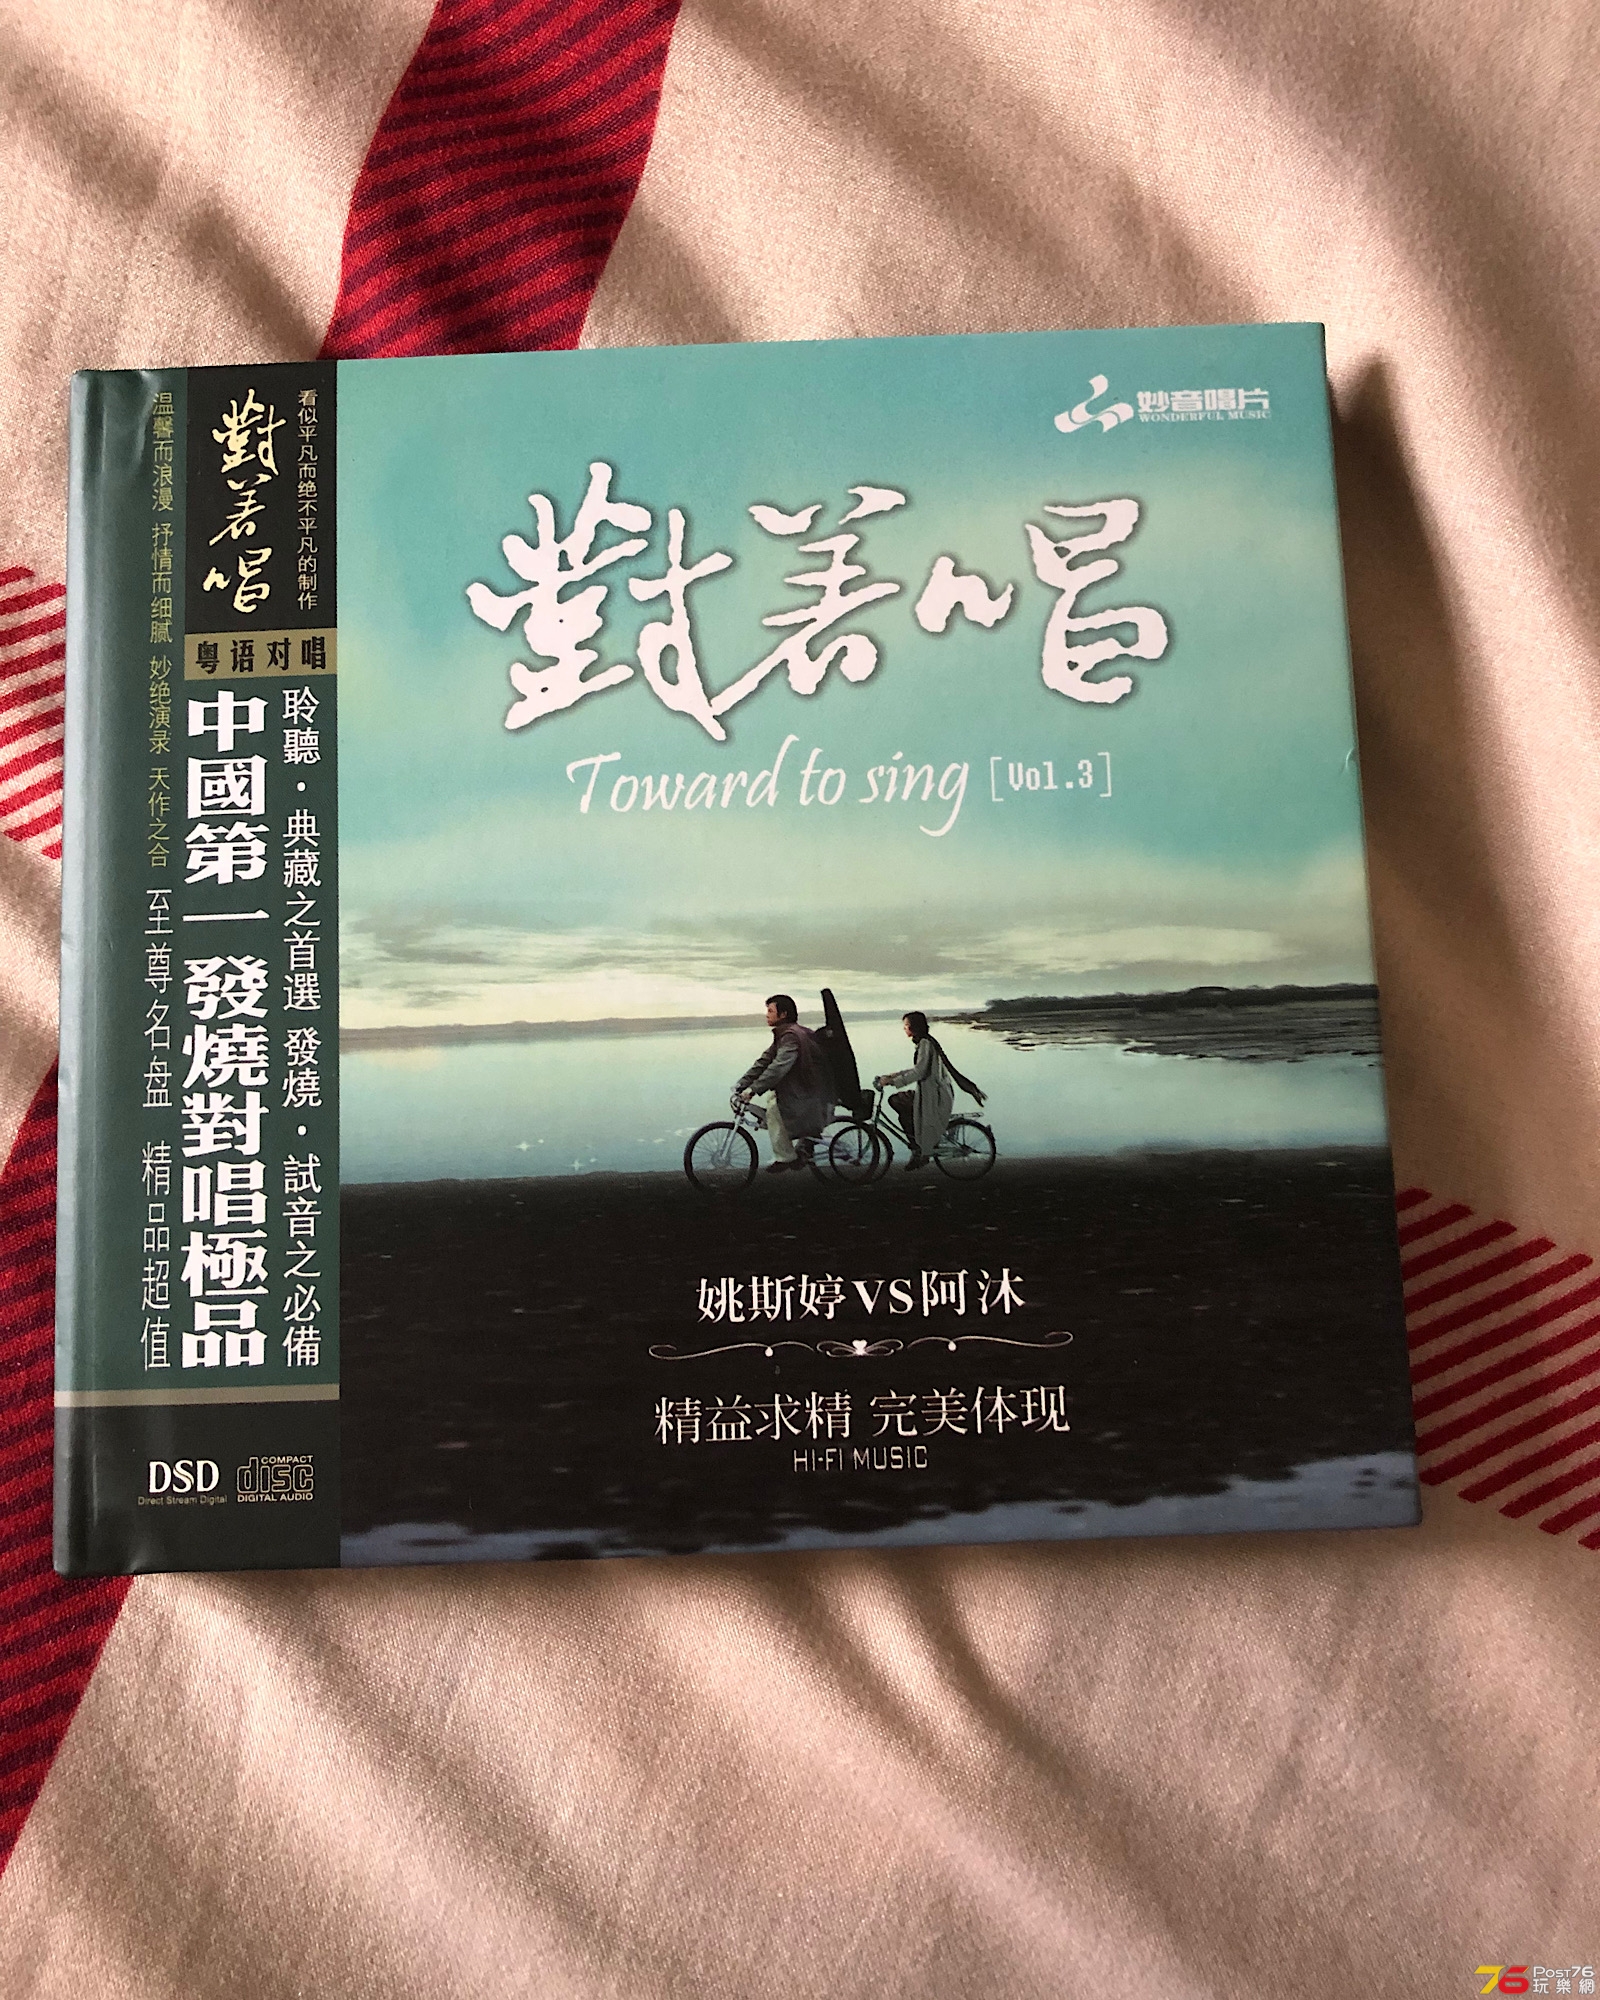 妙音唱片
WONDERFUL MUSIC
對着唱
Toward to sing [Vol.3]
姚斯婷VS阿沐
精益求精 完美体现
HI-FI MUSIC
看似平凡而绝不平凡的制作
對着唱
粤语对唱
聆聽·典藏之首選 發燒·試音之必備
中國第一發燒對唱極品
温馨而浪漫 抒情而细腻 妙绝演录 天作之合 至尊名盘 精品超值
DSD
Direct Stream Digital
COMPACT
disc
DIGITAL AUDIO
76 POST76
玩樂網